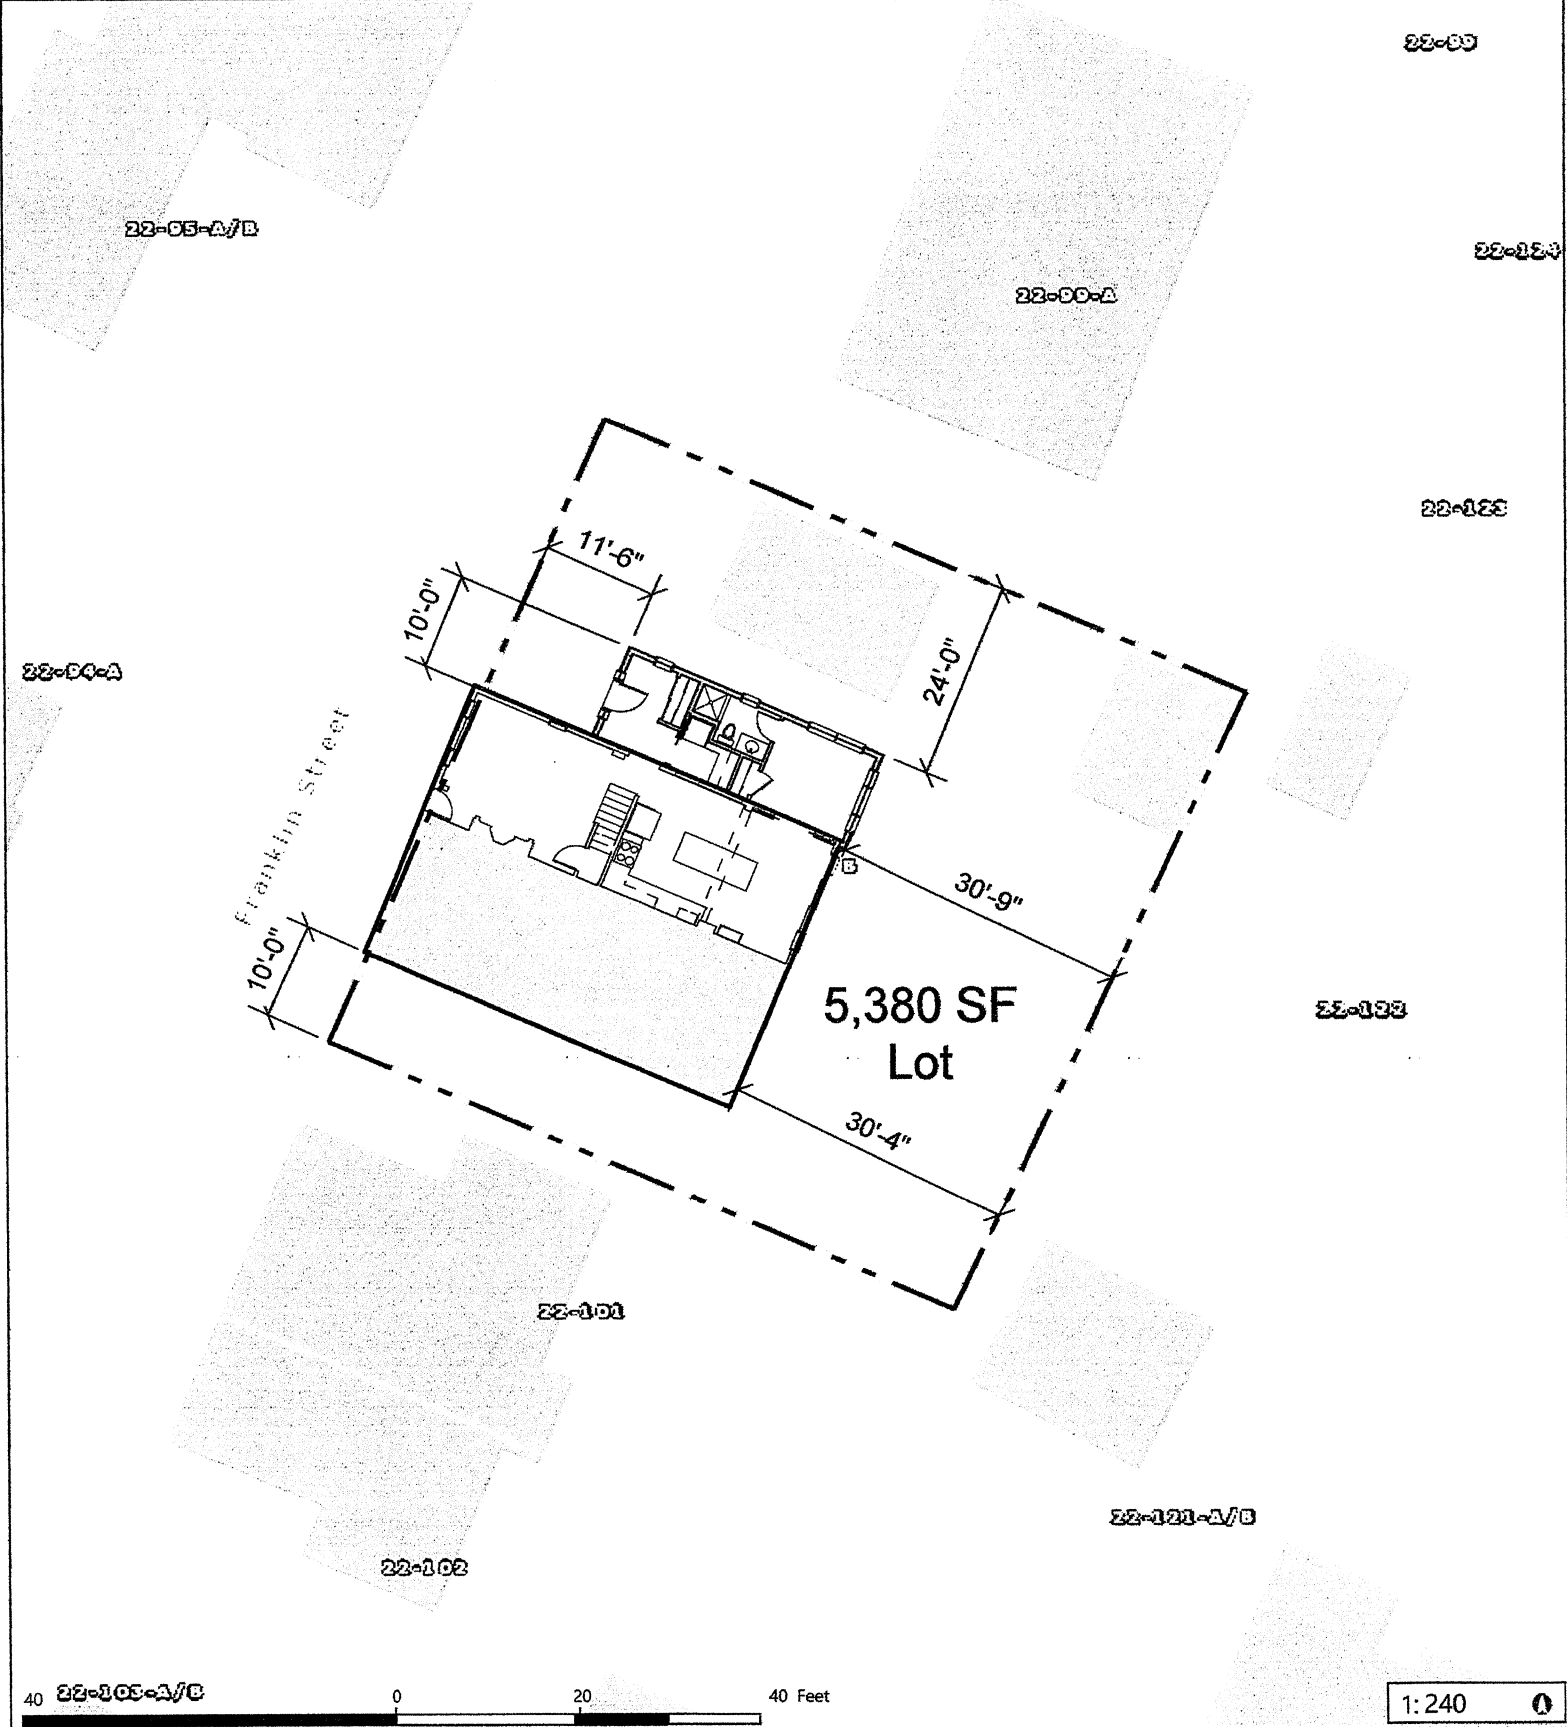 22-99
22-95-A/B
22-124
22-99-A
22-123
11'-6"
10'-0"
24'-0"
22-94-A
Franklin Street
B
30'-9"
10'-0"
5,380 SF
Lot
22-122
30'-4"
22-101
22-121-A/B
22-102
22-103-A/B
40 0 20 40 Feet
1: 240